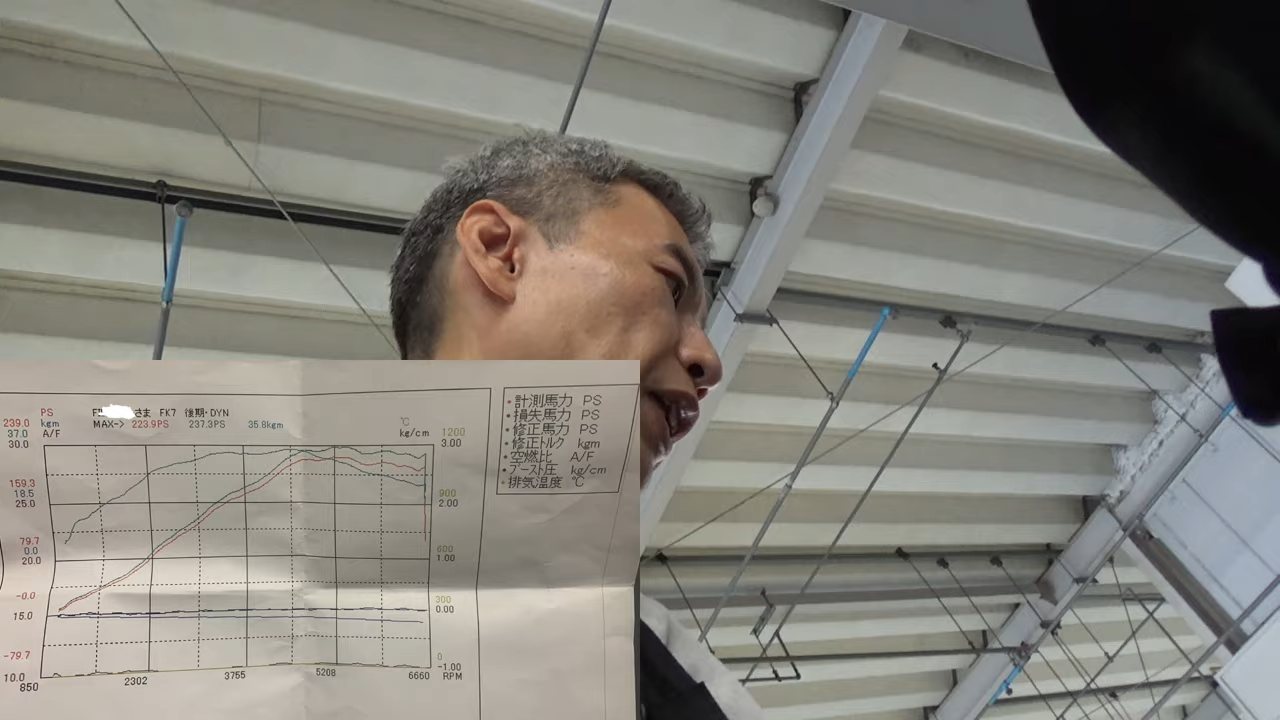 PS F さま FK7 後期・DYN ℃
239.0 kgm MAX-> 223.9PS 237.3PS 35.8kgm kg/cm 1200
37.0 A/F 3.00
30.0
159.3 900
18.5 2.00
25.0
79.7 600
0.0 1.00
20.0
-0.0 300
15.0 0.00
-79.7 0
10.0 -1.00
850 2302 3755 5208 6660 RPM
・計測馬力 PS
・損失馬力 PS
・修正馬力 PS
・修正トルク kgm
・空燃比 A/F
・ブースト圧 kg/cm
・排気温度 ℃